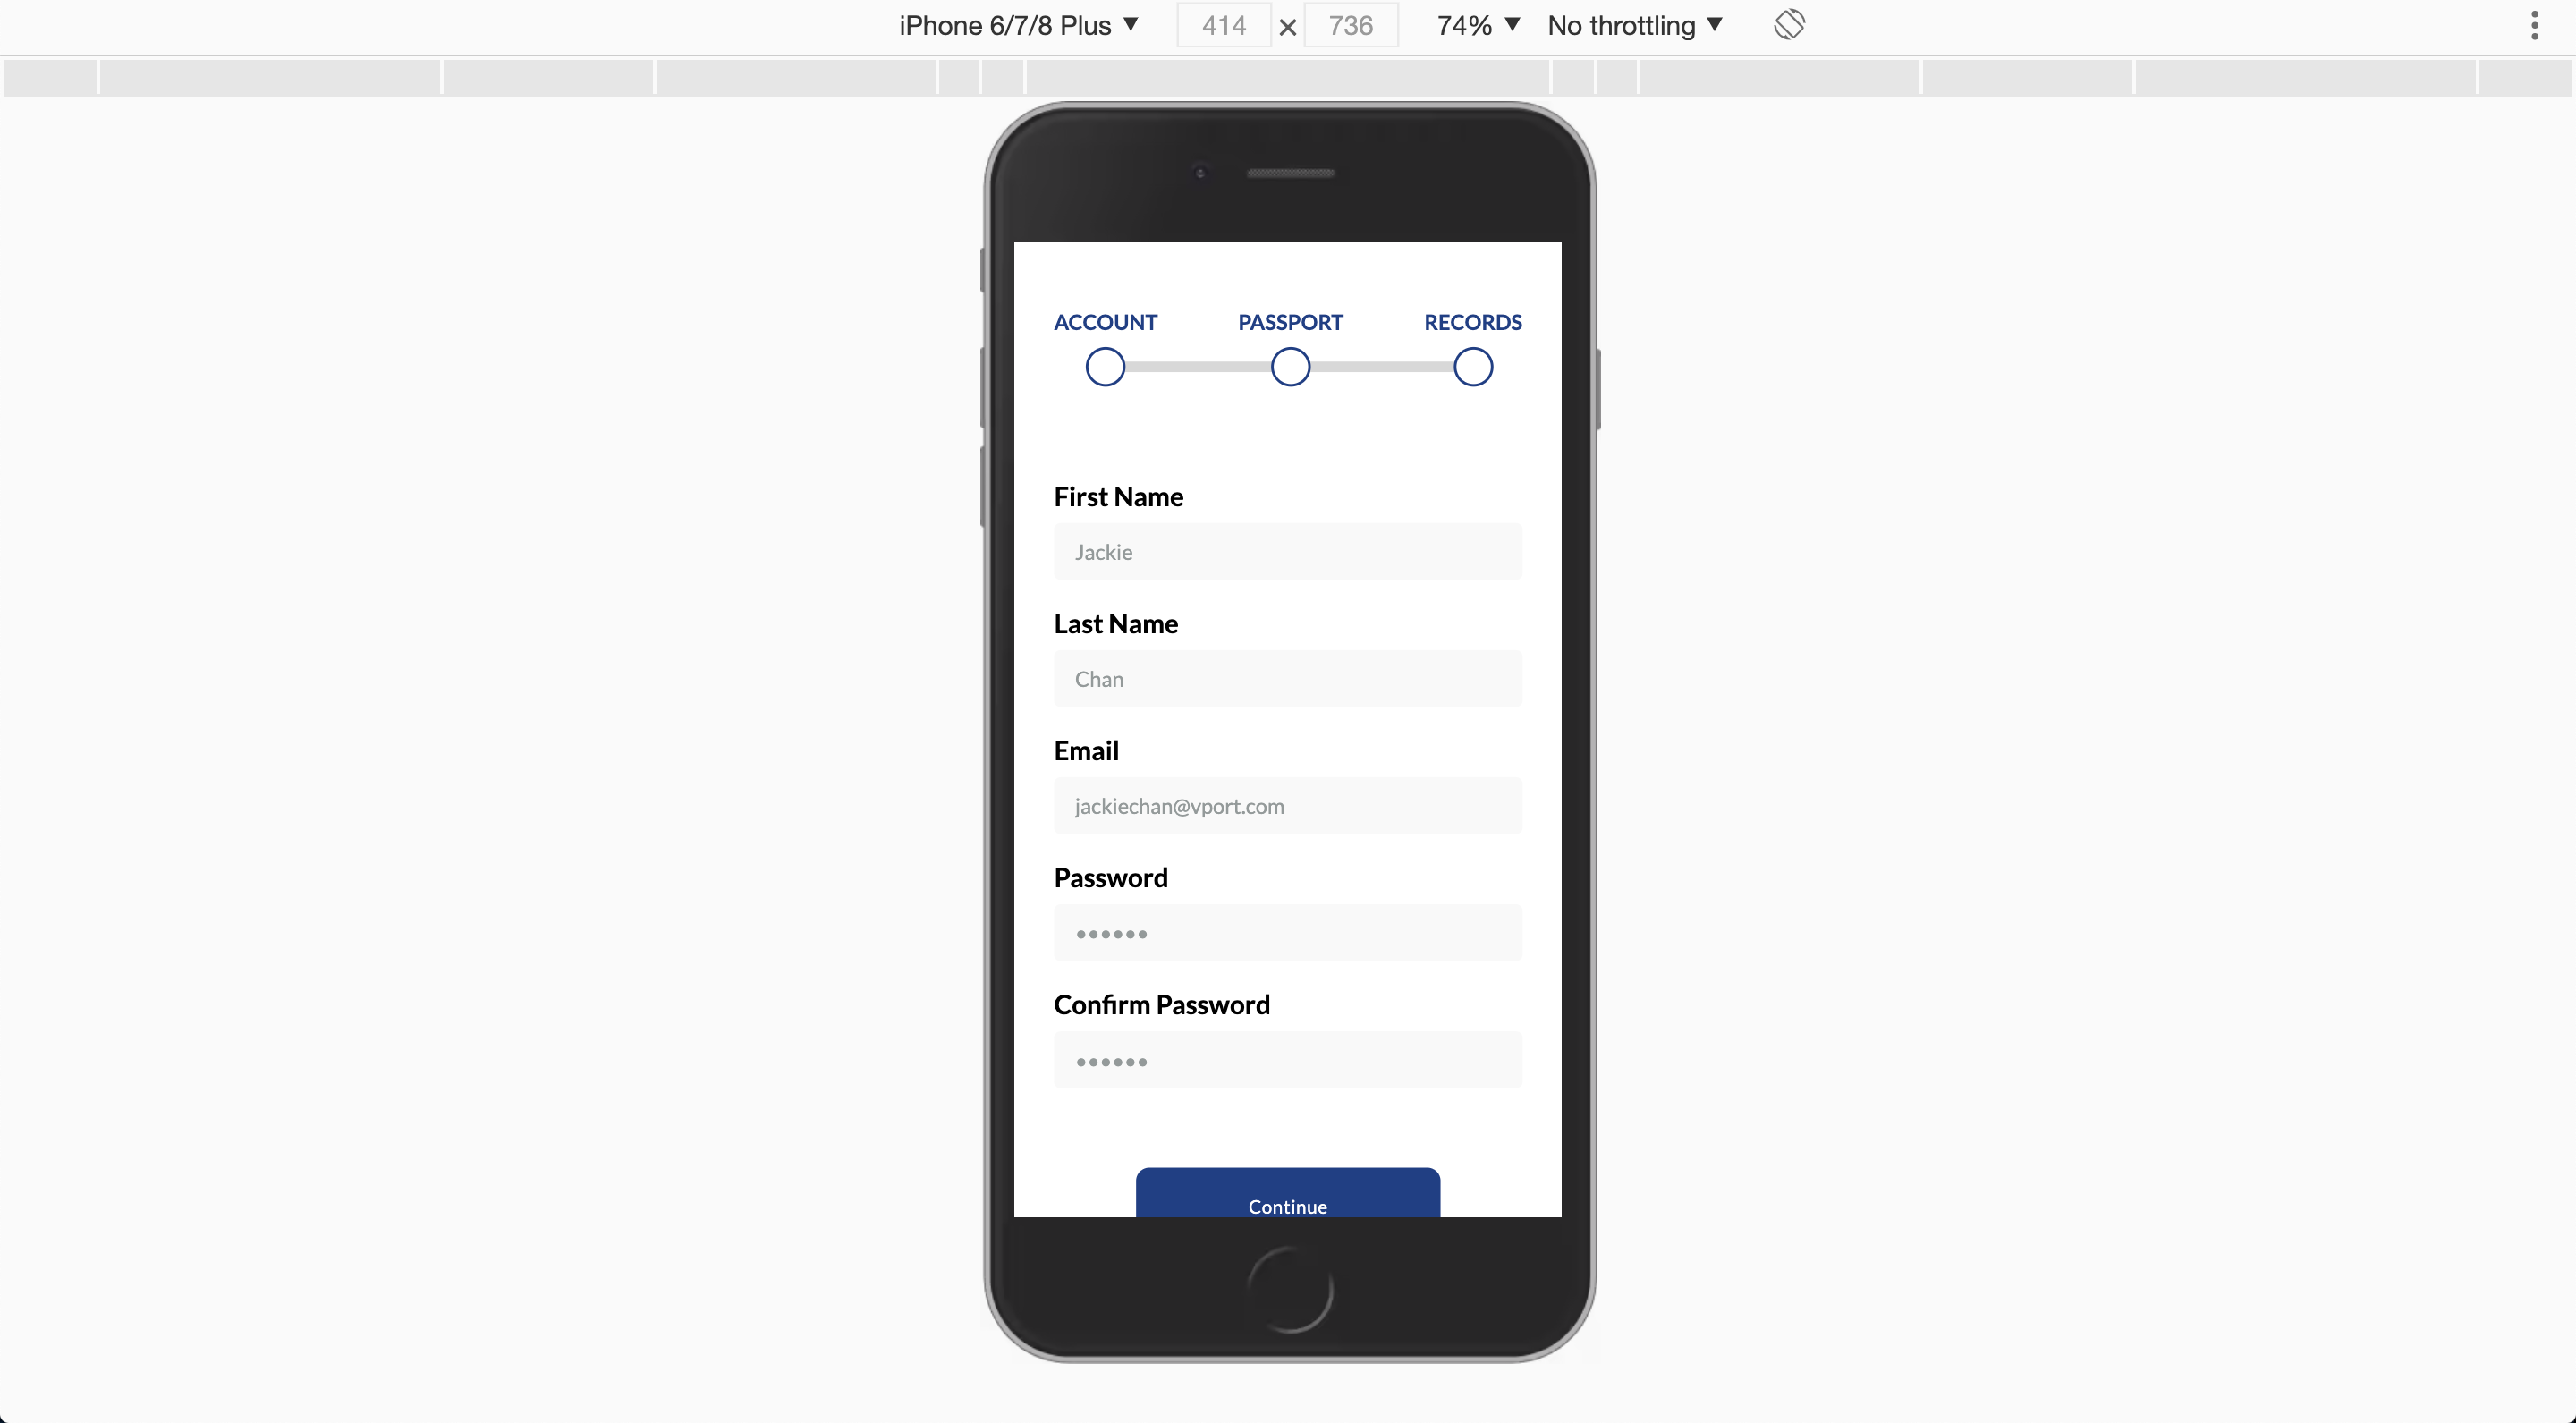 iPhone 6/7/8 Plus ▼ 414 × 736 74% ▼ No throttling ▼
ACCOUNT PASSPORT RECORDS
First Name
Jackie
Last Name
Chan
Email
jackiechan@vport.com
Password
••••••
Confirm Password
••••••
Continue